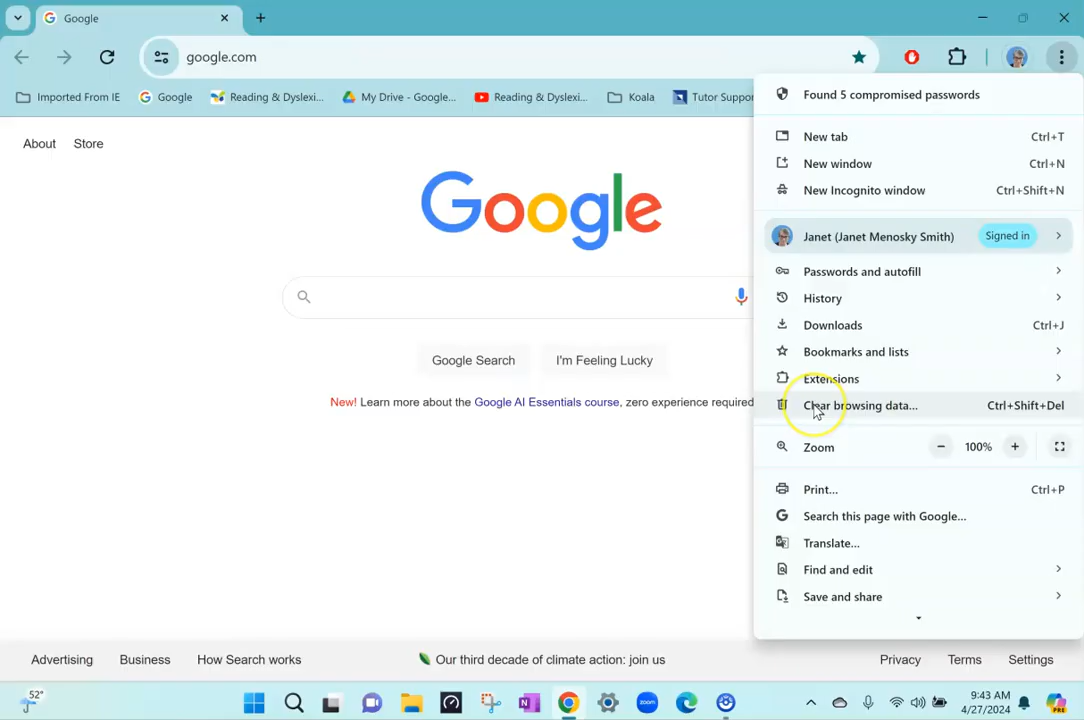 Google
google.com
Imported From IE
Google
Reading & Dyslexi...
My Drive - Google...
Reading & Dyslexi...
Koala
Tutor Suppo
About
Store
Google
Google Search
I'm Feeling Lucky
New! Learn more about the Google AI Essentials course, zero experience required
Found 5 compromised passwords
New tab Ctrl+T
New window Ctrl+N
New Incognito window Ctrl+Shift+N
Janet (Janet Menosky Smith) Signed in
Passwords and autofill
History
Downloads Ctrl+J
Bookmarks and lists
Extensions
Clear browsing data... Ctrl+Shift+Del
Zoom − 100% +
Print... Ctrl+P
Search this page with Google...
Translate...
Find and edit
Save and share
Advertising
Business
How Search works
Our third decade of climate action: join us
Privacy
Terms
Settings
52°
zoom
9:43 AM
4/27/2024
PRE